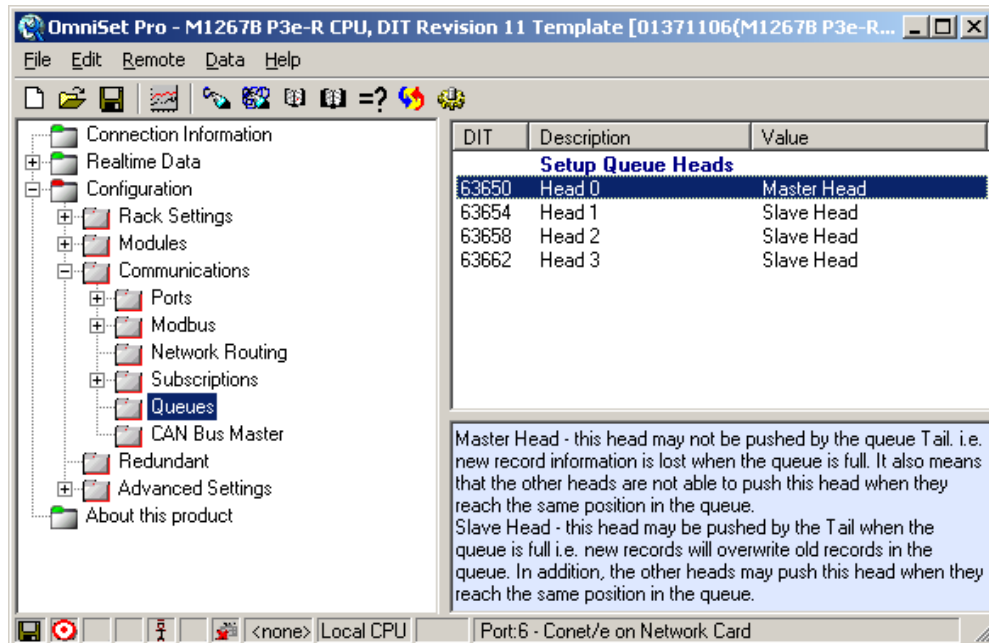 OmniSet Pro - M1267B P3e-R CPU, DIT Revision 11 Template [01371106(M1267B P3e-R...
File Edit Remote Data Help
=?
Connection Information
Realtime Data
Configuration
Rack Settings
Modules
Communications
Ports
Modbus
Network Routing
Subscriptions
Queues
CAN Bus Master
Redundant
Advanced Settings
About this product
DIT Description Value
Setup Queue Heads
63650 Head 0 Master Head
63654 Head 1 Slave Head
63658 Head 2 Slave Head
63662 Head 3 Slave Head
Master Head - this head may not be pushed by the queue Tail. i.e.
new record information is lost when the queue is full. It also means
that the other heads are not able to push this head when they
reach the same position in the queue.
Slave Head - this head may be pushed by the Tail when the
queue is full i.e. new records will overwrite old records in the
queue. In addition, the other heads may push this head when they
reach the same position in the queue.
<none> Local CPU Port:6 - Conet/e on Network Card